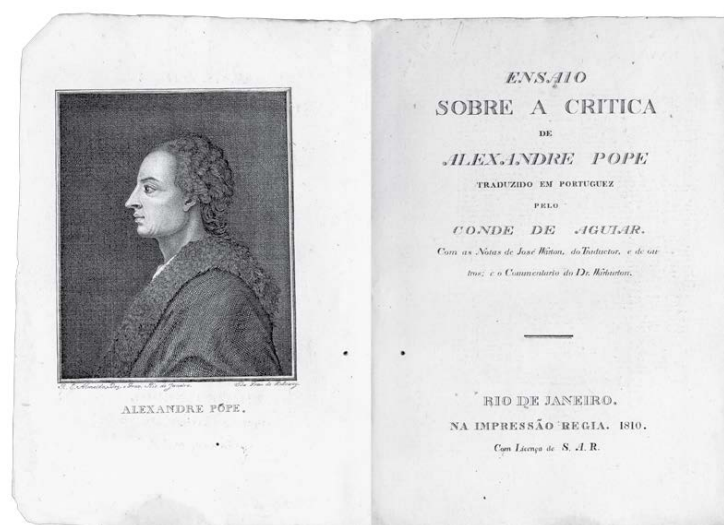 ALEXANDRE POPE.
ENSAIO
SOBRE A CRITICA
DE
ALEXANDRE POPE
TRADUZIDO EM PORTUGUEZ
PELO
CONDE DE AGUIAR.
Com as Notas de José Warton, do Traductor, e de ou
tros; e o Commentario do Dr. Warburton.
RIO DE JANEIRO.
NA IMPRESSÃO REGIA. 1810.
Com Licença de S. A. R.